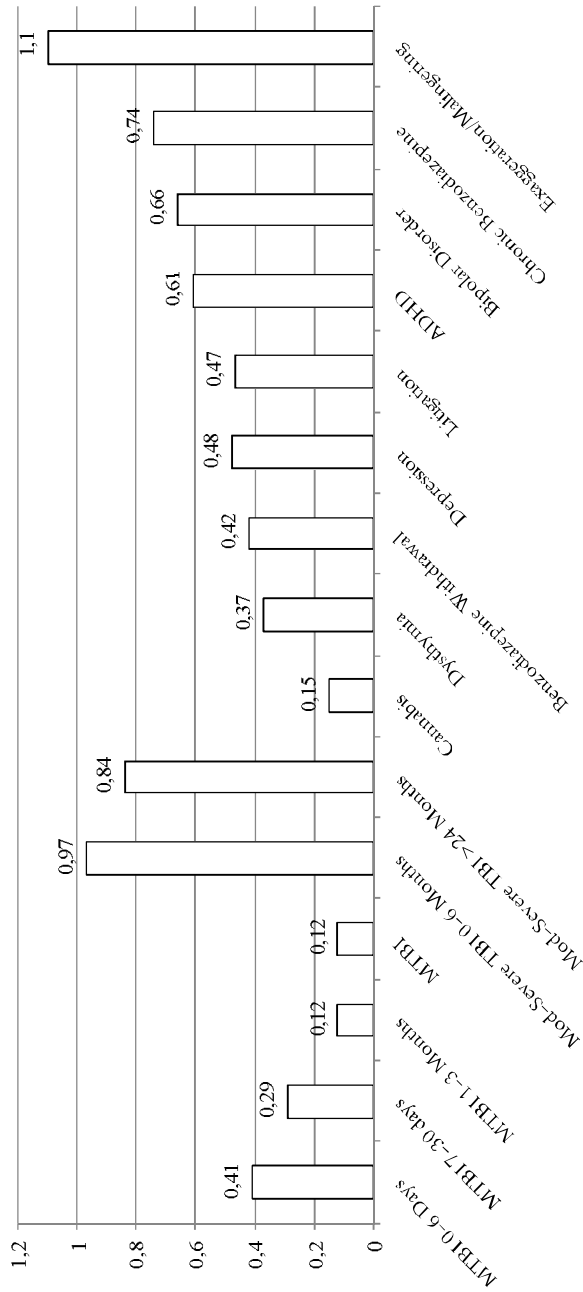 1,2
1
0,8
0,6
0,4
0,2
0
0,41
0,29
0,12
0,12
0,97
0,84
0,15
0,37
0,42
0,48
0,47
0,61
0,66
0,74
1,1
MTBI 0-6 Days
MTBI 7-30 days
MTBI 1-3 Months
MTBI
Mod-Severe TBI 0-6 Months
Mod-Severe TBI >24 Months
Cannabis
Dysthymia
Benzodiazepine Withdrawal
Depression
Litigation
ADHD
Bipolar Disorder
Chronic Benzodiazepine
Exaggeration/Malingering